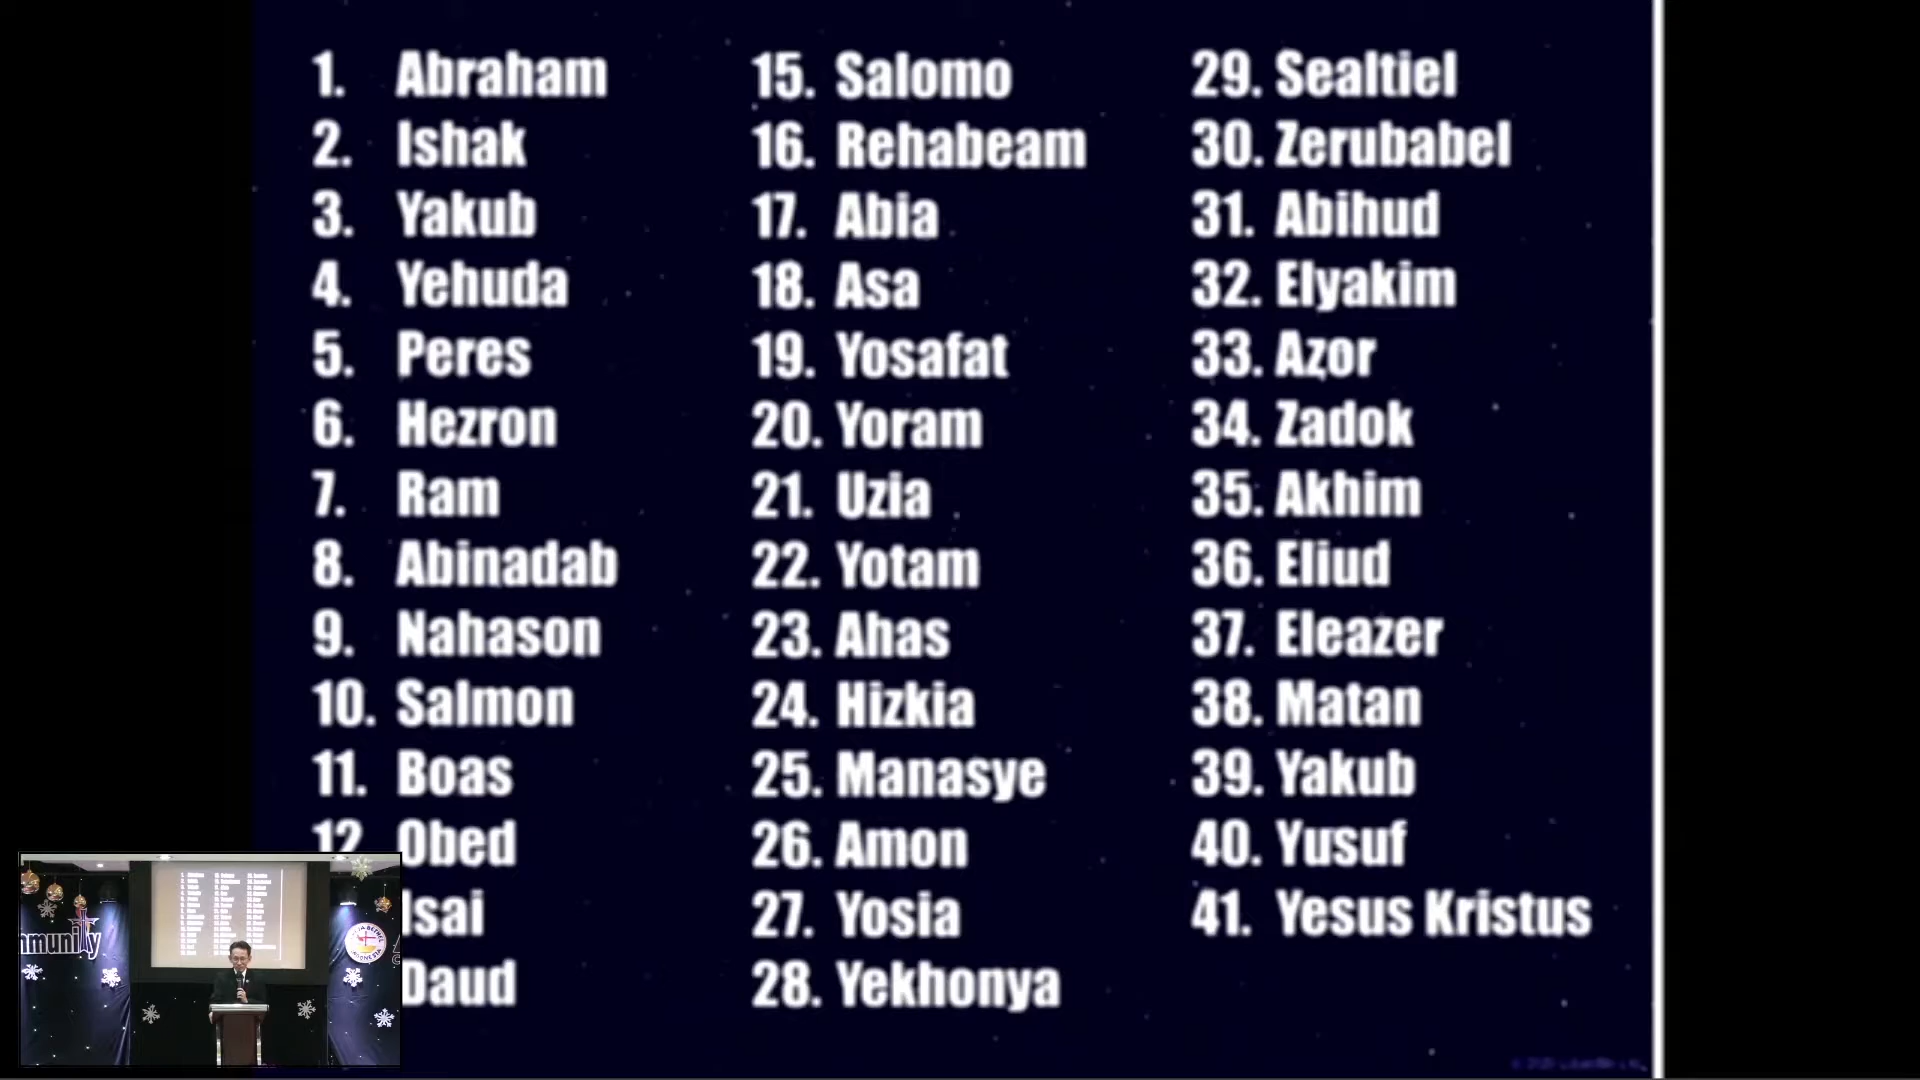 1. Abraham
2. Ishak
3. Yakub
4. Yehuda
5. Peres
6. Hezron
7. Ram
8. Abinadab
9. Nahason
10. Salmon
11. Boas
12. Obed
Isai
Daud
15. Salomo
16. Rehabeam
17. Abia
18. Asa
19. Yosafat
20. Yoram
21. Uzia
22. Yotam
23. Ahas
24. Hizkia
25. Manasye
26. Amon
27. Yosia
28. Yekhonya
29. Sealtiel
30. Zerubabel
31. Abihud
32. Elyakim
33. Azor
34. Zadok
35. Akhim
36. Eliud
37. Eleazer
38. Matan
39. Yakub
40. Yusuf
41. Yesus Kristus